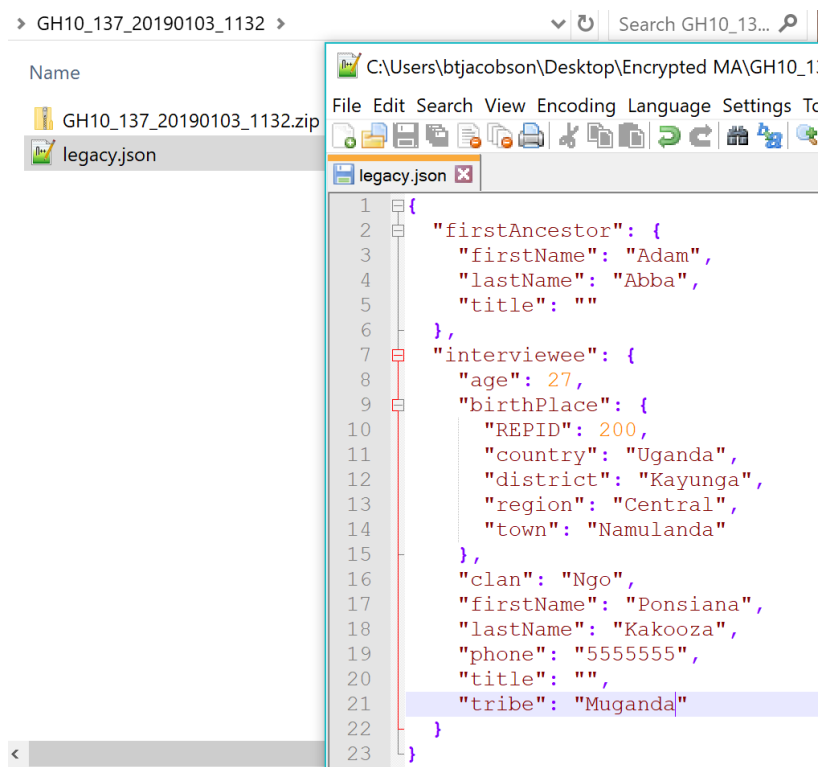 > GH10_137_20190103_1132 >
Search GH10_13...
Name
GH10_137_20190103_1132.zip
legacy.json
C:\Users\btjacobson\Desktop\Encrypted MA\GH10_13
File Edit Search View Encoding Language Settings To
legacy.json
1 {
2 "firstAncestor": {
3 "firstName": "Adam",
4 "lastName": "Abba",
5 "title": ""
6 },
7 "interviewee": {
8 "age": 27,
9 "birthPlace": {
10 "REPID": 200,
11 "country": "Uganda",
12 "district": "Kayunga",
13 "region": "Central",
14 "town": "Namulanda"
15 },
16 "clan": "Ngo",
17 "firstName": "Ponsiana",
18 "lastName": "Kakooza",
19 "phone": "5555555",
20 "title": "",
21 "tribe": "Muganda"
22 }
23 }